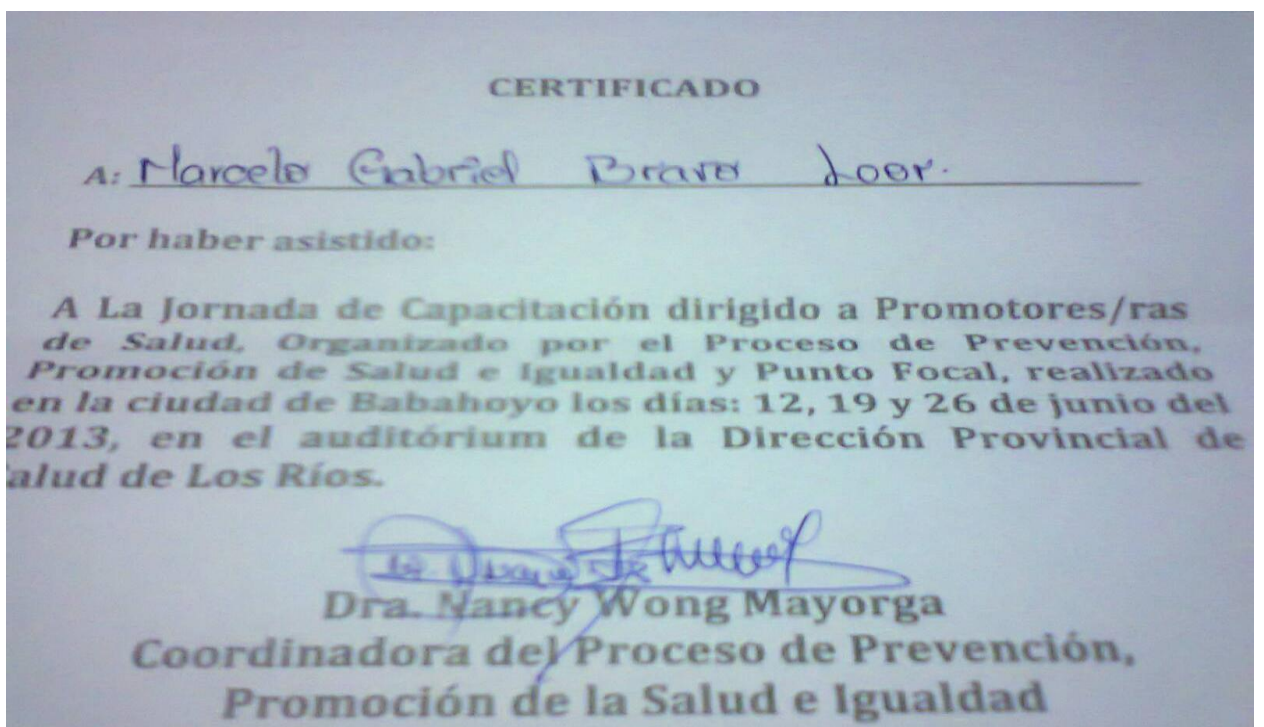 CERTIFICADO
A: Marcelo Gabriel Bravo Loor.
Por haber asistido:
A La Jornada de Capacitación dirigido a Promotores/ras
de Salud, Organizado por el Proceso de Prevención,
Promoción de Salud e Igualdad y Punto Focal, realizado
en la ciudad de Babahoyo los días: 12, 19 y 26 de junio del
2013, en el auditórium de la Dirección Provincial de
alud de Los Ríos.
Dra. Nancy Wong Mayorga
Coordinadora del Proceso de Prevención,
Promoción de la Salud e Igualdad